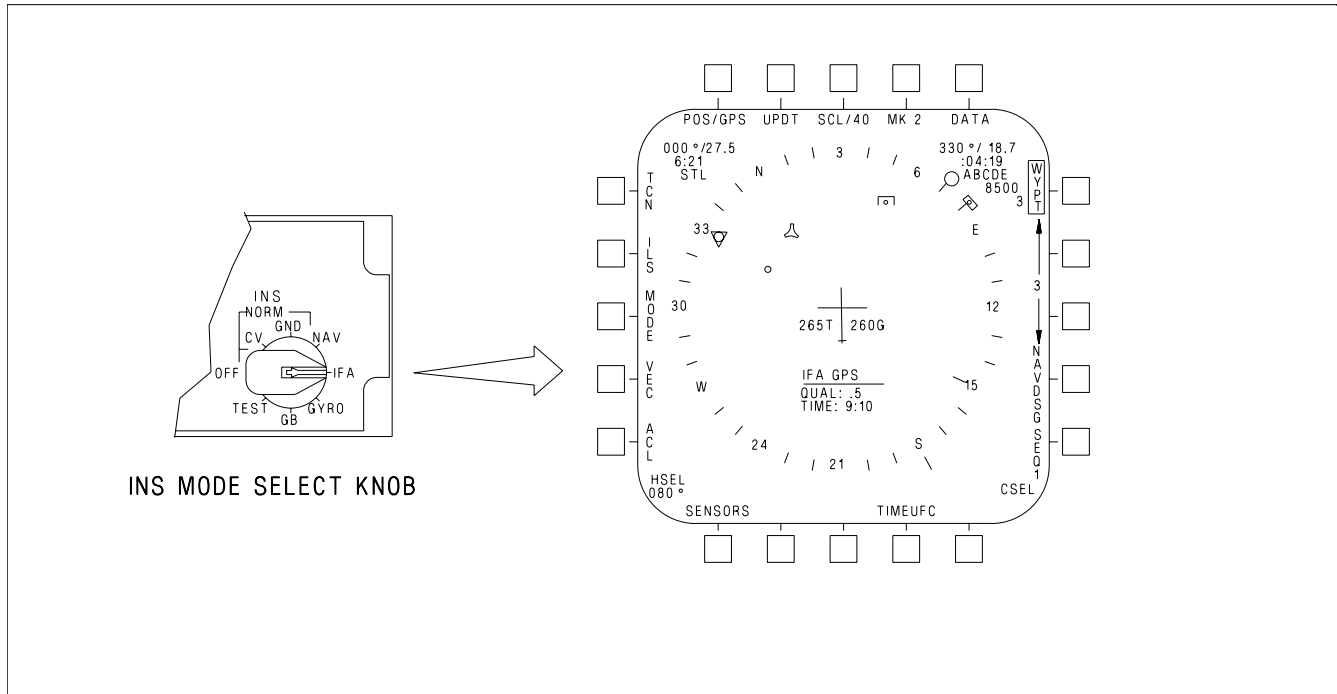 INS
NORM
GND
CV
NAV
OFF
IFA
TEST
GYRO
GB
INS MODE SELECT KNOB
POS/GPS UPDT SCL/40 MK 2 DATA
000°/27.5
6:21
STL
330°/ 18.7
:04:19
ABCDE
8500
3
WYPT
TCN
ILS
MODE
VEC
ACL
3
NAVDSG
SEQ1
N
3
6
E
12
15
S
21
24
W
30
33
265T 260G
IFA GPS
QUAL: .5
TIME: 9:10
HSEL
080°
CSEL
SENSORS
TIMEUFC